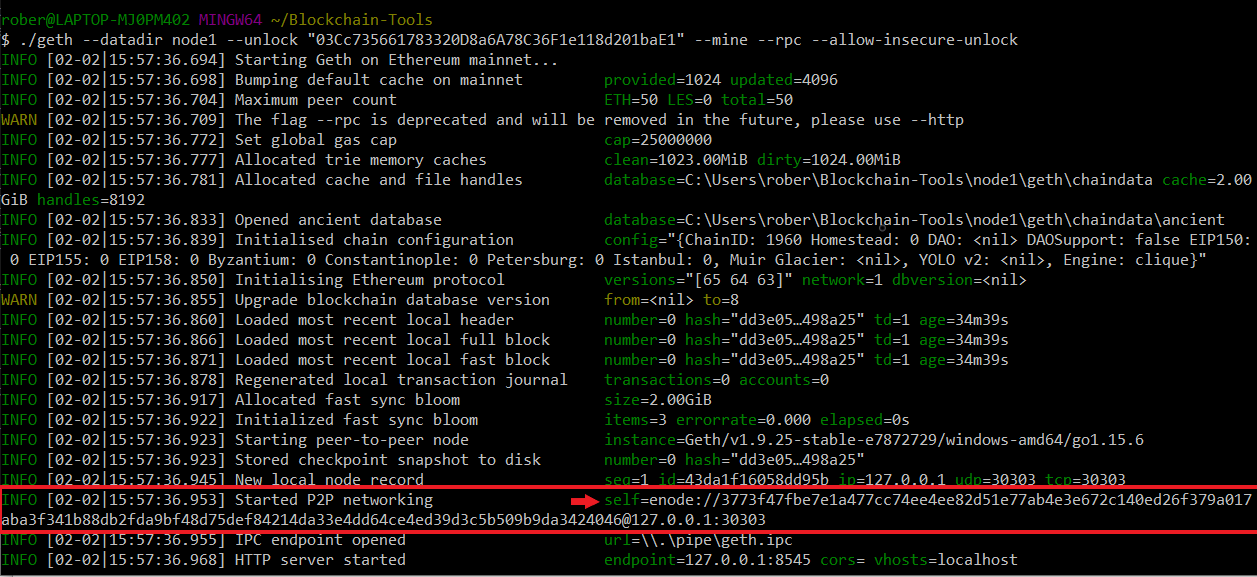 rober@LAPTOP-MJ0PM402 MINGW64 ~/Blockchain-Tools
$ ./geth --datadir node1 --unlock "03Cc735661783320D8a6A78C36F1e118d201baE1" --mine --rpc --allow-insecure-unlock
INFO [02-02|15:57:36.694] Starting Geth on Ethereum mainnet...
INFO [02-02|15:57:36.698] Bumping default cache on mainnet provided=1024 updated=4096
INFO [02-02|15:57:36.704] Maximum peer count ETH=50 LES=0 total=50
WARN [02-02|15:57:36.709] The flag --rpc is deprecated and will be removed in the future, please use --http
INFO [02-02|15:57:36.772] Set global gas cap cap=25000000
INFO [02-02|15:57:36.777] Allocated trie memory caches clean=1023.00MiB dirty=1024.00MiB
INFO [02-02|15:57:36.781] Allocated cache and file handles database=C:\Users\rober\Blockchain-Tools\node1\geth\chaindata cache=2.00
GiB handles=8192
INFO [02-02|15:57:36.833] Opened ancient database database=C:\Users\rober\Blockchain-Tools\node1\geth\chaindata\ancient
INFO [02-02|15:57:36.839] Initialised chain configuration config="{ChainID: 1960 Homestead: 0 DAO: <nil> DAOSupport: false EIP150:
0 EIP155: 0 EIP158: 0 Byzantium: 0 Constantinople: 0 Petersburg: 0 Istanbul: 0, Muir Glacier: <nil>, YOLO v2: <nil>, Engine: clique}"
INFO [02-02|15:57:36.850] Initialising Ethereum protocol versions="[65 64 63]" network=1 dbversion=<nil>
WARN [02-02|15:57:36.855] Upgrade blockchain database version from=<nil> to=8
INFO [02-02|15:57:36.860] Loaded most recent local header number=0 hash="dd3e05…498a25" td=1 age=34m39s
INFO [02-02|15:57:36.866] Loaded most recent local full block number=0 hash="dd3e05…498a25" td=1 age=34m39s
INFO [02-02|15:57:36.871] Loaded most recent local fast block number=0 hash="dd3e05…498a25" td=1 age=34m39s
INFO [02-02|15:57:36.878] Regenerated local transaction journal transactions=0 accounts=0
INFO [02-02|15:57:36.917] Allocated fast sync bloom size=2.00GiB
INFO [02-02|15:57:36.922] Initialized fast sync bloom items=3 errorrate=0.000 elapsed=0s
INFO [02-02|15:57:36.923] Starting peer-to-peer node instance=Geth/v1.9.25-stable-e7872729/windows-amd64/go1.15.6
INFO [02-02|15:57:36.923] Stored checkpoint snapshot to disk number=0 hash="dd3e05…498a25"
INFO [02-02|15:57:36.945] New local node record seq=1 id=43da1f16058dd95b ip=127.0.0.1 udp=30303 tcp=30303
INFO [02-02|15:57:36.953] Started P2P networking self=enode://3773f47fbe7e1a477cc74ee4ee82d51e77ab4e3e672c140ed26f379a017
aba3f341b88db2fda9bf48d75def84214da33e4dd64ce4ed39d3c5b509b9da3424046@127.0.0.1:30303
INFO [02-02|15:57:36.955] IPC endpoint opened url=\\.\pipe\geth.ipc
INFO [02-02|15:57:36.968] HTTP server started endpoint=127.0.0.1:8545 cors= vhosts=localhost